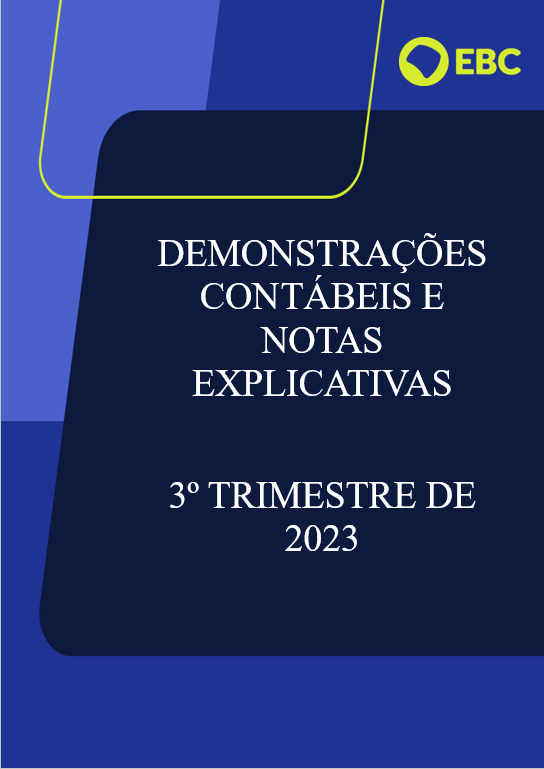 EBC
DEMONSTRAÇÕES
CONTÁBEIS E
NOTAS
EXPLICATIVAS
3º TRIMESTRE DE
2023